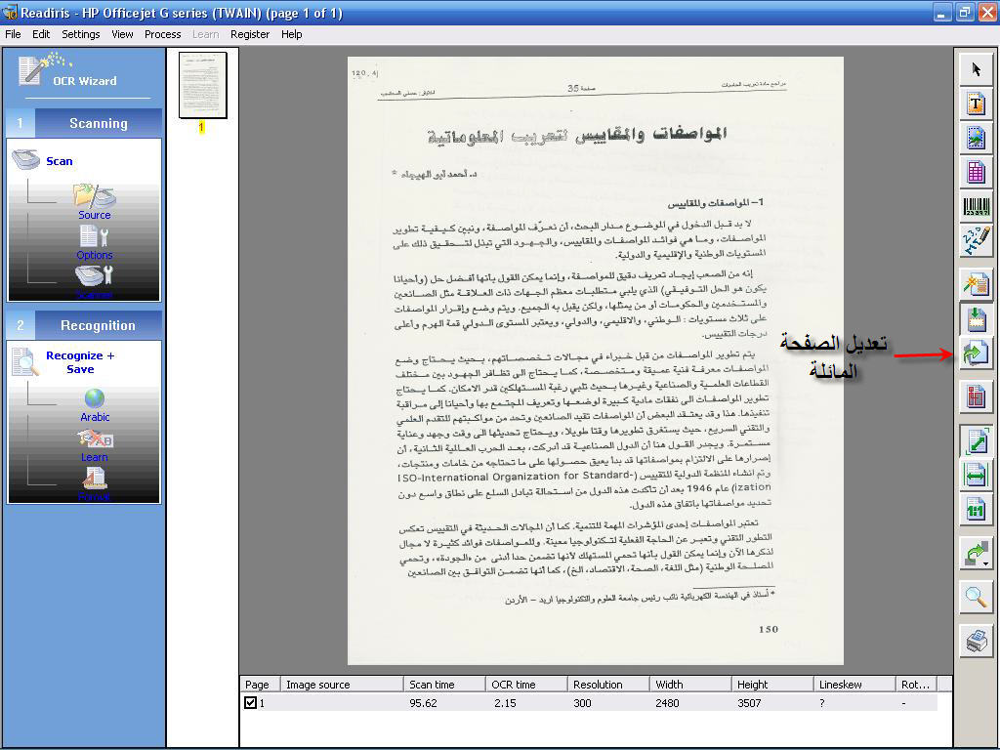 Readiris - HP Officejet G series (TWAIN) (page 1 of 1)
File Edit Settings View Process Learn Register Help
OCR Wizard
1 Scanning
Scan
Source
Options
Scanner
2 Recognition
Recognize +
Save
Arabic
Learn
Format
1
120, 4
مراجع مادة تعريب الحاسبات
صفحة 35
المواصفات والمقاييس لتعريب المعلوماتية
د. أحمد أبو الهيجاء *
1– المواصفات والمقاييس
لا بد قبل الدخول في الموضوع مدار البحث، أن نعرّف المواصفة، ونبين كيفية تطوير
المواصفات، وما هي فوائد المواصفات والمقاييس، والجهود التي تبذل لتحقيق ذلك على
المستويات الوطنية والإقليمية والدولية.
إنه من الصعب إيجاد تعريف دقيق للمواصفة، وإنما يمكن القول بأنها أفضل حل (وأحيانا
يكون هو الحل التوفيقي) الذي يلبي متطلبات معظم الجهات ذات العلاقة مثل الصانعين
والمستخدمين والحكومات أو من يمثلها، ولكن يقبل به الجميع. ويتم وضع وإقرار المواصفات
على ثلاث مستويات : الوطني، والاقليمي، والدولي، ويعتبر المستوى الدولي قمة الهرم وأعلى
درجات التقييس.
يتم تطوير المواصفات من قبل خبراء في مجالات تخصصاتهم، بحيث يحتاج وضع
المواصفات معرفة فنية عميقة ومتخصصة، كما يحتاج الى تظافر الجهود بين مختلف
القطاعات العلمية والصناعية وغيرها بحيث تلبي رغبة المستهلكين قدر الامكان. كما يحتاج
تطوير المواصفات الى نفقات مادية كبيرة لوضعها وتعريف المجتمع بها وأحيانا إلى مراقبة
تنفيذها. هذا وقد يعتقد البعض أن المواصفات تقيد الصانعين وتحد من مواكبتهم للتقدم العلمي
والتقني السريع، حيث يستغرق تطويرها وقتا طويلا، ويحتاج تحديثها الى وقت وجهد وعناية
مستمرة. ويجدر القول هنا أن الدول الصناعية قد أدركت، بعد الحرب العالمية الثانية، أن
إصرارها على الالتزام بمواصفاتها قد بدأ يعيق حصولها على ما تحتاجه من خامات ومنتجات،
وتم انشاء المنظمة الدولية للتقييس (ISO-International Organization for Standard-
ization) عام 1946 بعد أن تأكدت هذه الدول من استحالة تبادل السلع على نطاق واسع دون
تحديد مواصفاتها باتفاق هذه الدول.
تعتبر المواصفات إحدى المؤشرات المهمة للتنمية. كما أن المجالات الحديثة في التقييس تعكس
التطور التقني وتعبر عن الحاجة الفعلية لتكنولوجيا معينة. وللمواصفات فوائد كثيرة لا مجال
لذكرها الآن وإنما يمكن القول بأنها تحمي المستهلك لأنها تضمن حدا أدنى من «الجودة»، وتحمي
المصلحة الوطنية (مثل اللغة، الصحة، الاقتصاد، الخ)، كما أنها تضمن التوافق بين الصانعين
* أستاذ في الهندسة الكهربائية نائب رئيس جامعة العلوم والتكنولوجيا اربد – الأردن
150
تعديل الصفحة
المائلة
1:1
Page Image source Scan time OCR time Resolution Width Height Lineskew Rot...
1 95.62 2.15 300 2480 3507 ? -